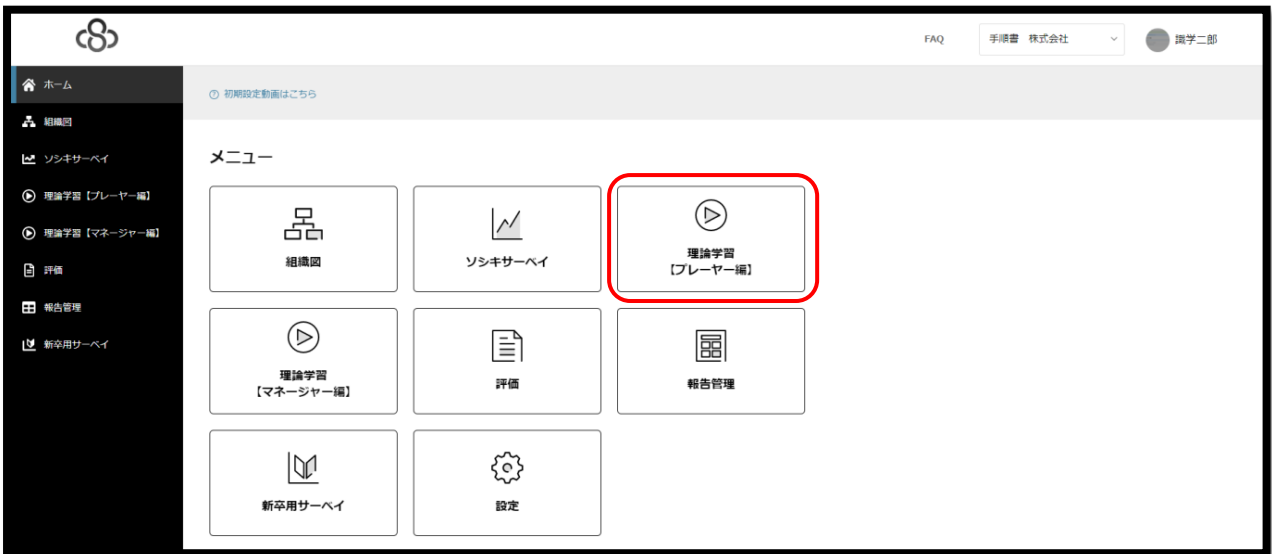 FAQ
手順書 株式会社
識学二郎
ホーム
組織図
ソシキサーベイ
理論学習【プレーヤー編】
理論学習【マネージャー編】
評価
報告管理
新卒用サーベイ
初期設定動画はこちら
メニュー
組織図
ソシキサーベイ
理論学習
【プレーヤー編】
理論学習
【マネージャー編】
評価
報告管理
新卒用サーベイ
設定